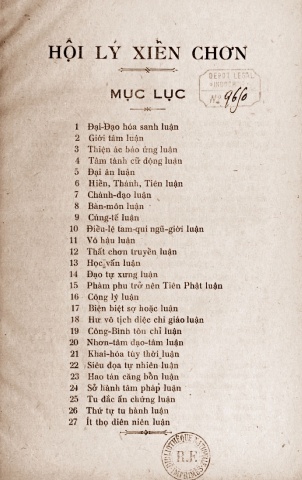 HỘI LÝ XIỂN CHƠN
DEPOT LEGAL
INDOCHINE
No 9650
MỤC LỤC
1 Đại-Đạo hóa sanh luận
2 Giới tâm luận
3 Thiện ác báo ứng luận
4 Tâm tánh cử động luận
5 Đại ân luận
6 Hiền, Thánh, Tiên luận
7 Chánh-đạo luận
8 Bàn-môn luận
9 Cúng-tế luận
10 Điều-lệ tam-qui ngũ-giới luận
11 Vô hậu luận
12 Thất chơn truyền luận
13 Học vấn luận
14 Đạo tự xưng luận
15 Phàm phu trở nên Tiên Phật luận
16 Công lý luận
17 Biện biệt sợ hoặc luận
18 Hư vô tịch diệc chỉ giáo luận
19 Công-Bình tôn chỉ luận
20 Nhơn-tâm đạo-tâm luận
21 Khai-hóa tùy thời luận
22 Siêu đọa tự nhiên luận
23 Hao tán căng bổn luận
24 Sở hành tâm pháp luận
25 Tu đắc ấn chứng luận
26 Thứ tự tu hành luận
27 Ít thọ diên niên luận
BIBLIOTHÈQUE NATIONALE
R.F.
IMPRIMÉS